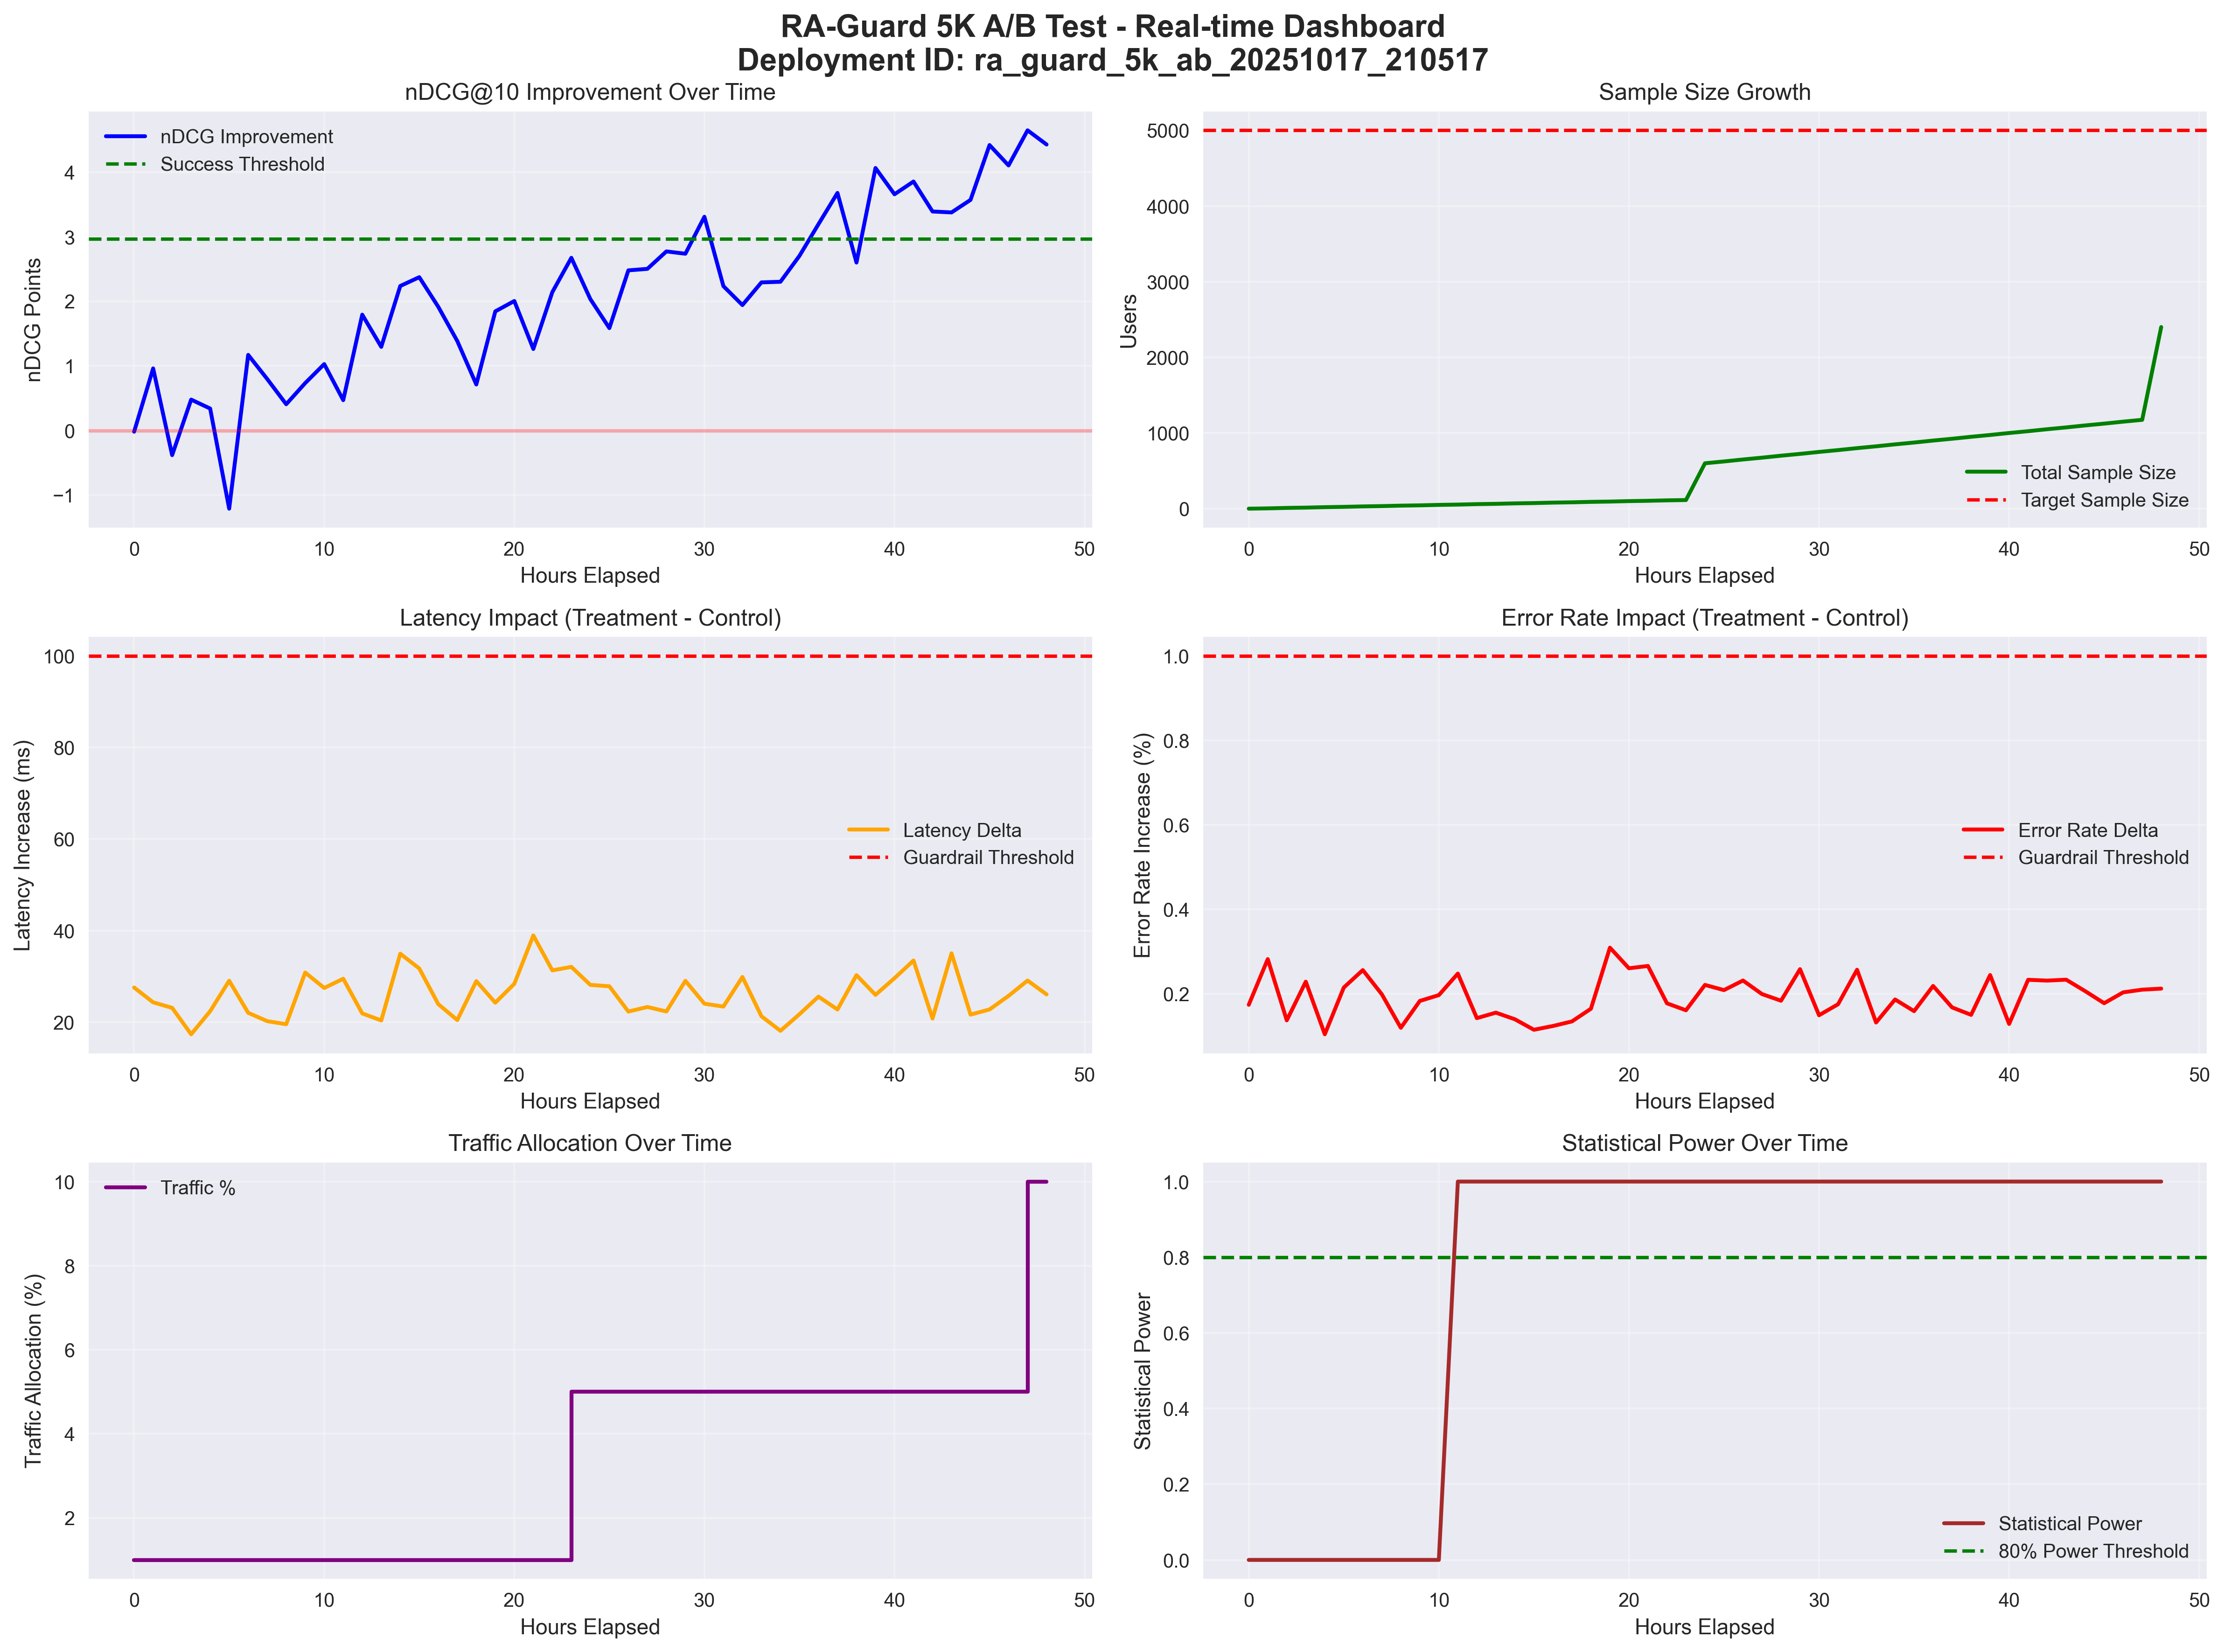 RA-Guard 5K A/B Test - Real-time Dashboard
Deployment ID: ra_guard_5k_ab_20251017_210517
nDCG@10 Improvement Over Time
nDCG Points
4
3
2
1
0
−1
nDCG Improvement
Success Threshold
0
10
20
30
40
50
Hours Elapsed
Sample Size Growth
Users
5000
4000
3000
2000
1000
0
Total Sample Size
Target Sample Size
0
10
20
30
40
50
Hours Elapsed
Latency Impact (Treatment - Control)
Latency Increase (ms)
100
80
60
40
20
Latency Delta
Guardrail Threshold
0
10
20
30
40
50
Hours Elapsed
Error Rate Impact (Treatment - Control)
Error Rate Increase (%)
1.0
0.8
0.6
0.4
0.2
Error Rate Delta
Guardrail Threshold
0
10
20
30
40
50
Hours Elapsed
Traffic Allocation Over Time
Traffic Allocation (%)
10
8
6
4
2
Traffic %
0
10
20
30
40
50
Hours Elapsed
Statistical Power Over Time
Statistical Power
1.0
0.8
0.6
0.4
0.2
0.0
Statistical Power
80% Power Threshold
0
10
20
30
40
50
Hours Elapsed